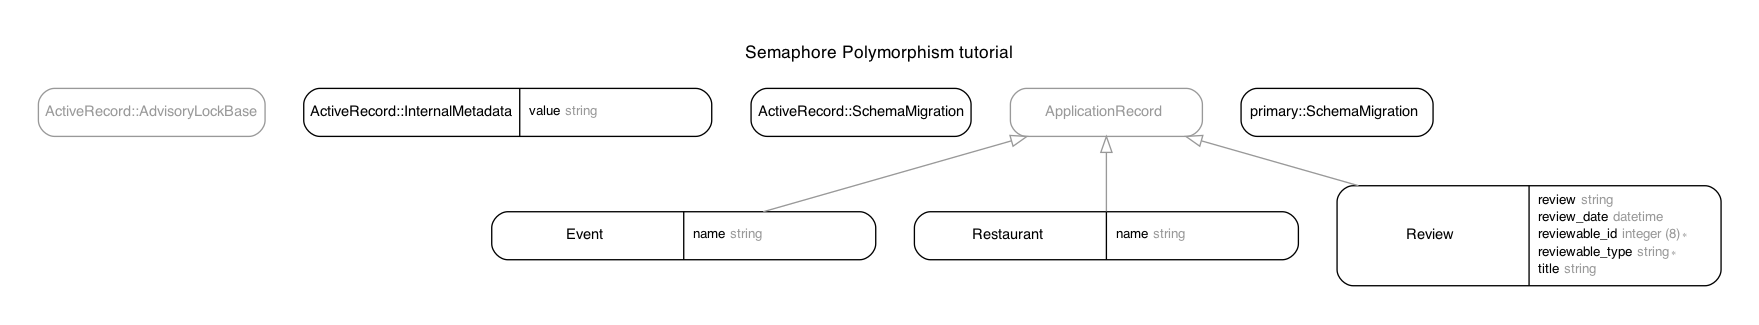 Semaphore Polymorphism tutorial
ActiveRecord::AdvisoryLockBase
ActiveRecord::InternalMetadata
value string
ActiveRecord::SchemaMigration
ApplicationRecord
primary::SchemaMigration
Event
name string
Restaurant
name string
Review
review string
review_date datetime
reviewable_id integer (8) *
reviewable_type string *
title string